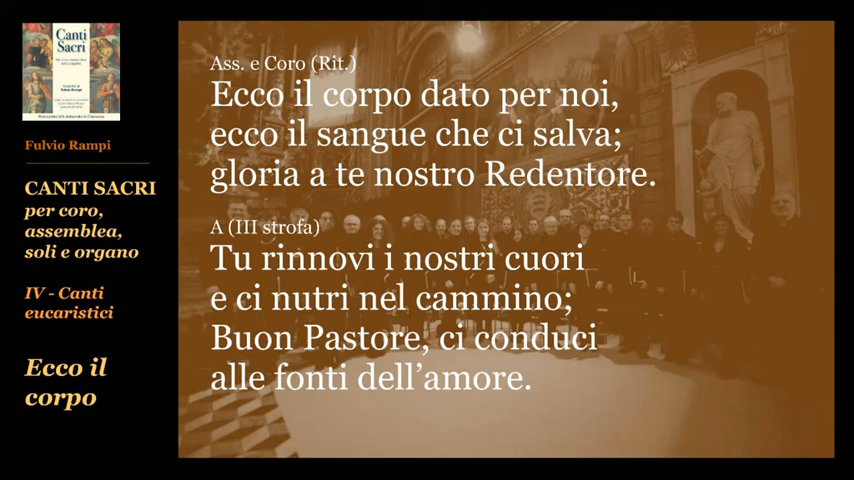 Canti
Sacri
Fulvio Rampi
CANTI SACRI
per coro,
assemblea,
soli e organo
IV - Canti
eucaristici
Ecco il
corpo
Ass. e Coro (Rit.)
Ecco il corpo dato per noi,
ecco il sangue che ci salva;
gloria a te nostro Redentore.
A (III strofa)
Tu rinnovi i nostri cuori
e ci nutri nel cammino;
Buon Pastore, ci conduci
alle fonti dell’amore.